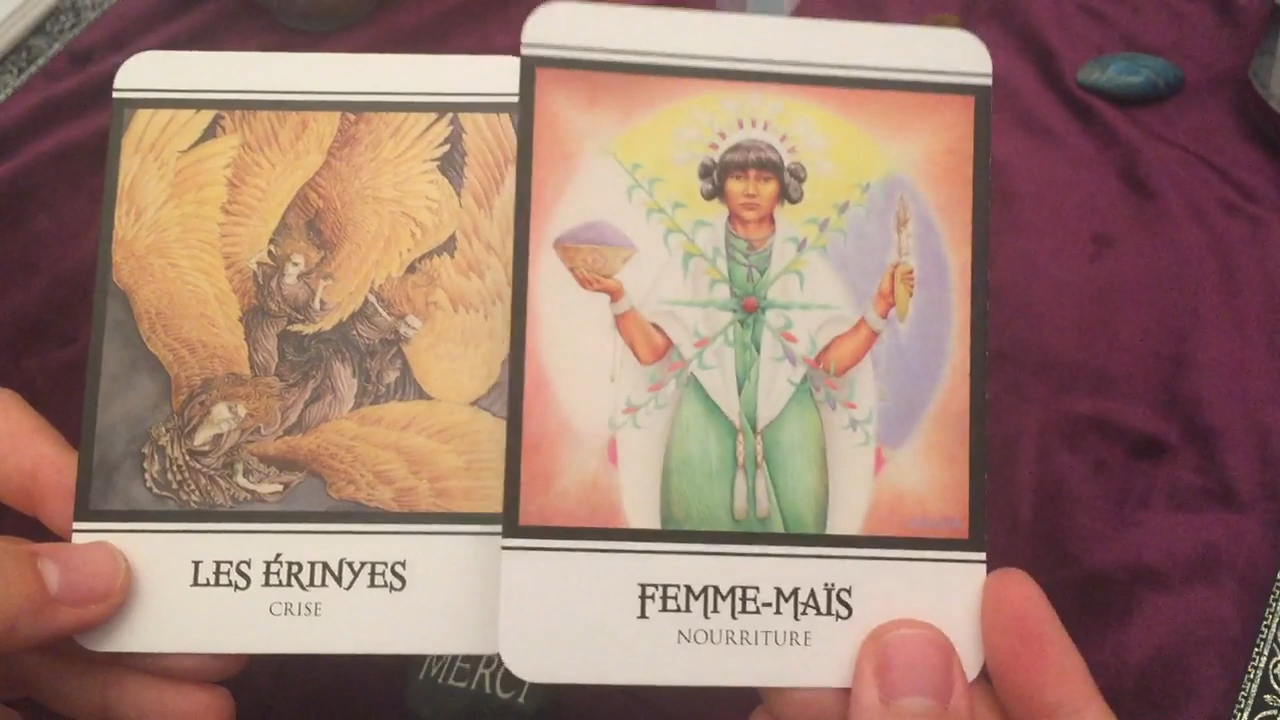 LES ÉRINYES
CRISE
FEMME-MAÏS
NOURRITURE
MERCI